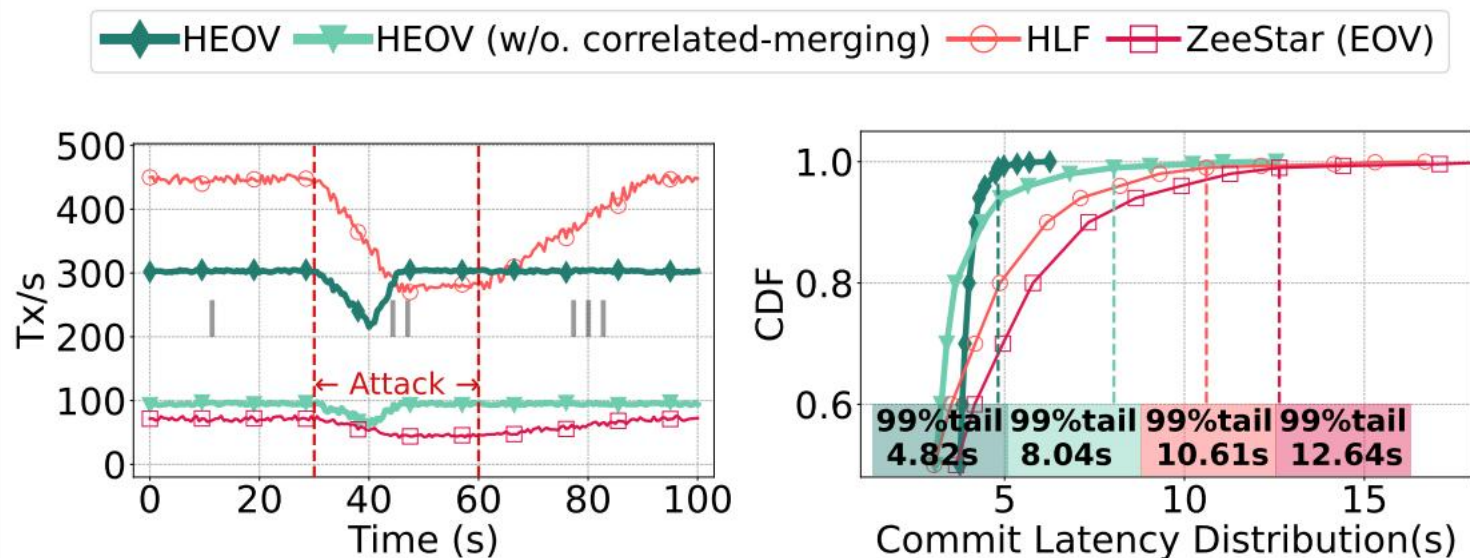 HEOV HEOV (w/o. correlated-merging) HLF ZeeStar (EOV)
500
400
300
200
100
0
Tx/s
I II III
← Attack →
0 20 40 60 80 100
Time (s)
1.0
0.8
0.6
CDF
99%tail 99%tail 99%tail 99%tail
4.82s 8.04s 10.61s 12.64s
5 10 15
Commit Latency Distribution(s)